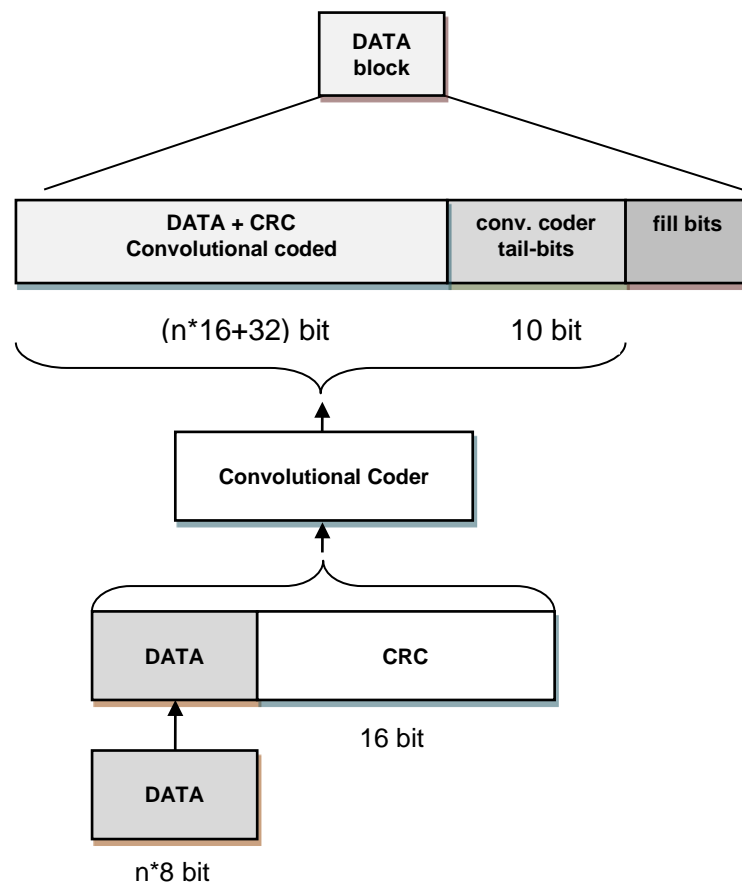 DATA
block
DATA + CRC
Convolutional coded
conv. coder
tail-bits
fill bits
(n*16+32) bit
10 bit
Convolutional Coder
DATA
CRC
16 bit
DATA
n*8 bit